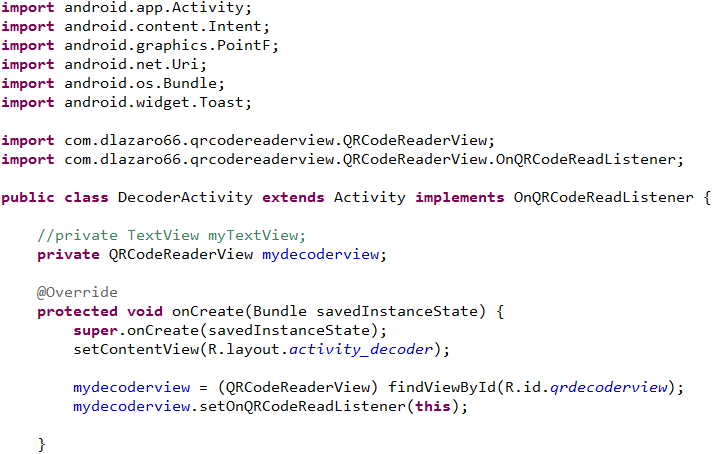 import android.app.Activity;
import android.content.Intent;
import android.graphics.PointF;
import android.net.Uri;
import android.os.Bundle;
import android.widget.Toast;

import com.dlazaro66.qrcodereaderview.QRCodeReaderView;
import com.dlazaro66.qrcodereaderview.QRCodeReaderView.OnQRCodeReadListener;

public class DecoderActivity extends Activity implements OnQRCodeReadListener {

    //private TextView myTextView;
    private QRCodeReaderView mydecoderview;

    @Override
    protected void onCreate(Bundle savedInstanceState) {
        super.onCreate(savedInstanceState);
        setContentView(R.layout.activity_decoder);

        mydecoderview = (QRCodeReaderView) findViewById(R.id.qrdecoderview);
        mydecoderview.setOnQRCodeReadListener(this);

    }